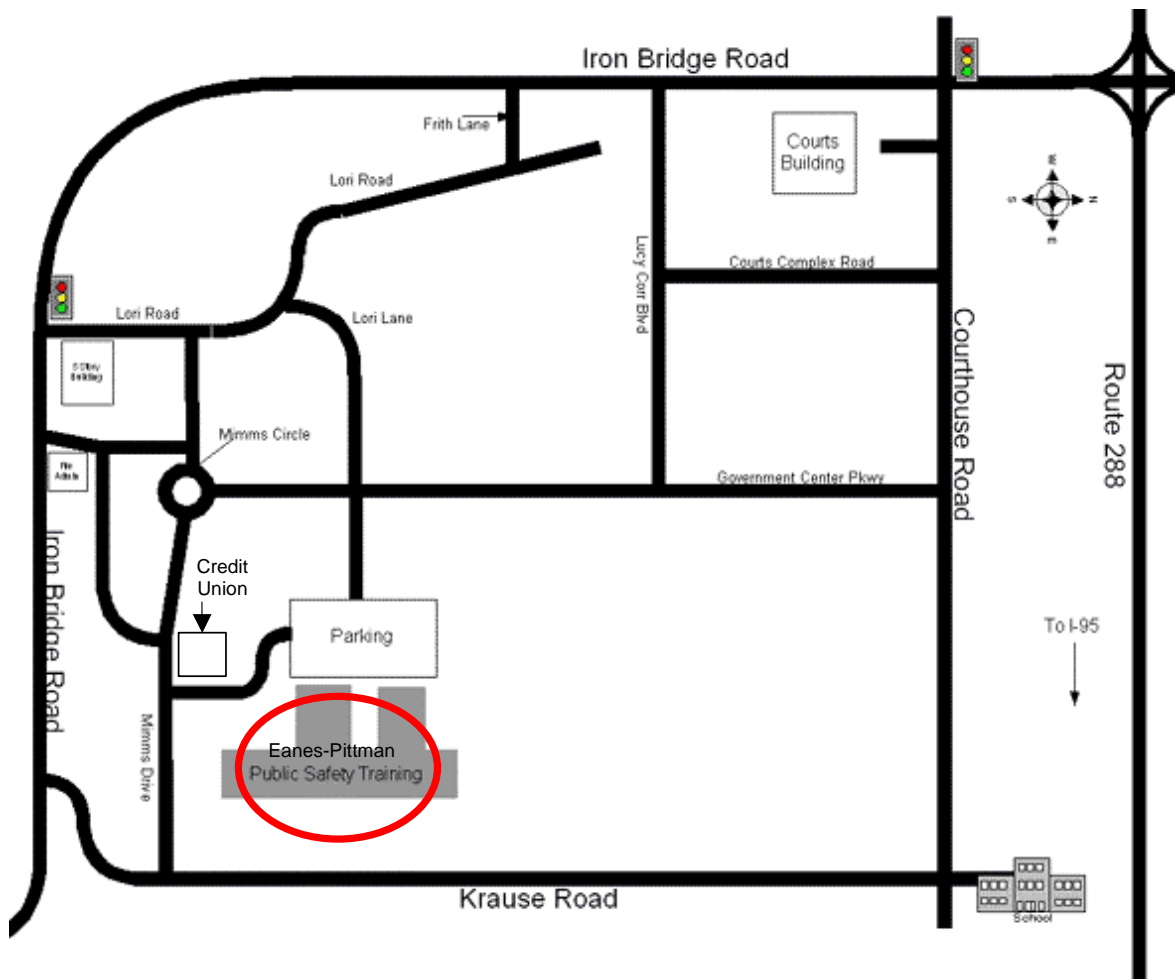 Iron Bridge Road
Frith Lane
Courts
Building
Lori Road
W
S
N
E
Lucy Corr Blvd
Courts Complex Road
Lori Road
Lori Lane
Courthouse Road
Route 288
Building
Mimms Circle
Government Center Pkwy
Iron Bridge Road
Credit
Union
Parking
To I-95
Mimms Drive
Eanes-Pittman
Public Safety Training
Krause Road
School